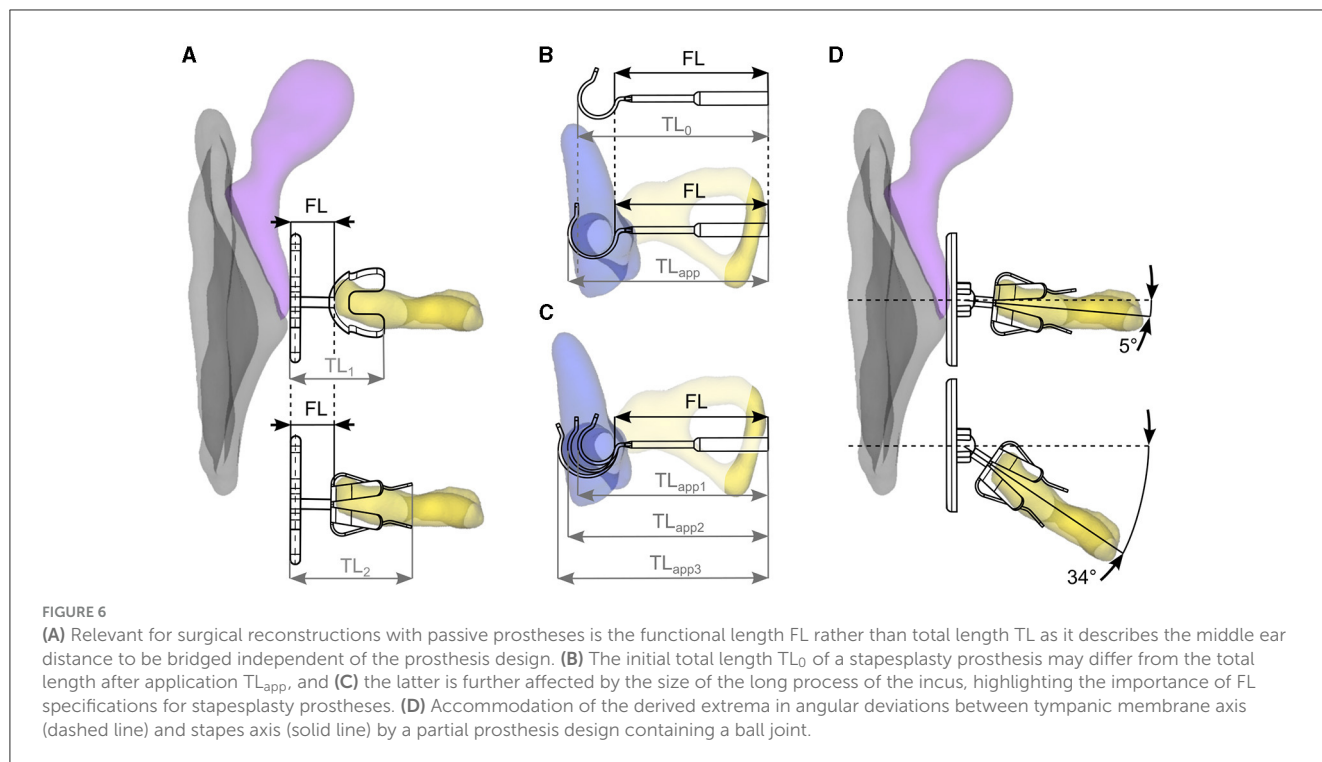 A
B
D
FL
TL0
FL
FL
TLapp
TL1
C
5°
FL
FL
TLapp1
TLapp2
TL2
TLapp3
34°
FIGURE 6
(A) Relevant for surgical reconstructions with passive prostheses is the functional length FL rather than total length TL as it describes the middle ear
distance to be bridged independent of the prosthesis design. (B) The initial total length TL0 of a stapesplasty prosthesis may differ from the total
length after application TLapp, and (C) the latter is further affected by the size of the long process of the incus, highlighting the importance of FL
specifications for stapesplasty prostheses. (D) Accommodation of the derived extrema in angular deviations between tympanic membrane axis
(dashed line) and stapes axis (solid line) by a partial prosthesis design containing a ball joint.